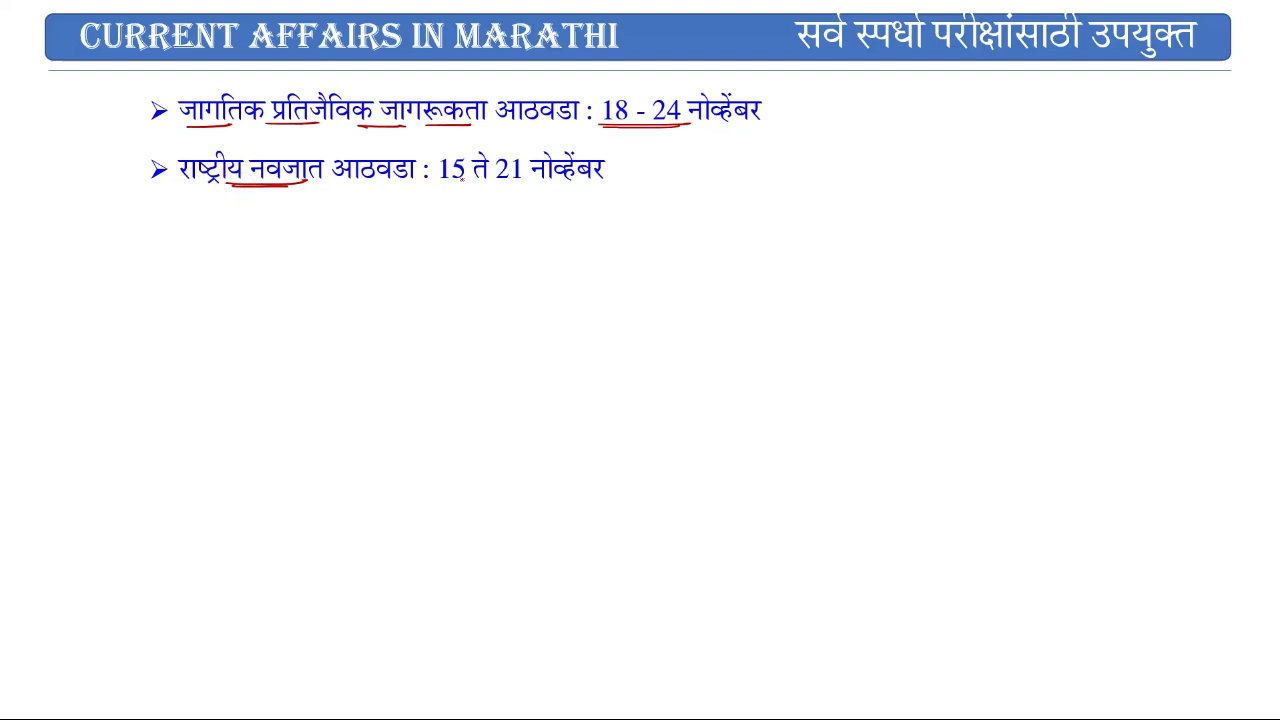 CURRENT AFFAIRS IN MARATHI सर्व स्पर्धा परीक्षांसाठी उपयुक्त
➢ जागतिक प्रतिजैविक जागरूकता आठवडा : 18 - 24 नोव्हेंबर
➢ राष्ट्रीय नवजात आठवडा : 15 ते 21 नोव्हेंबर